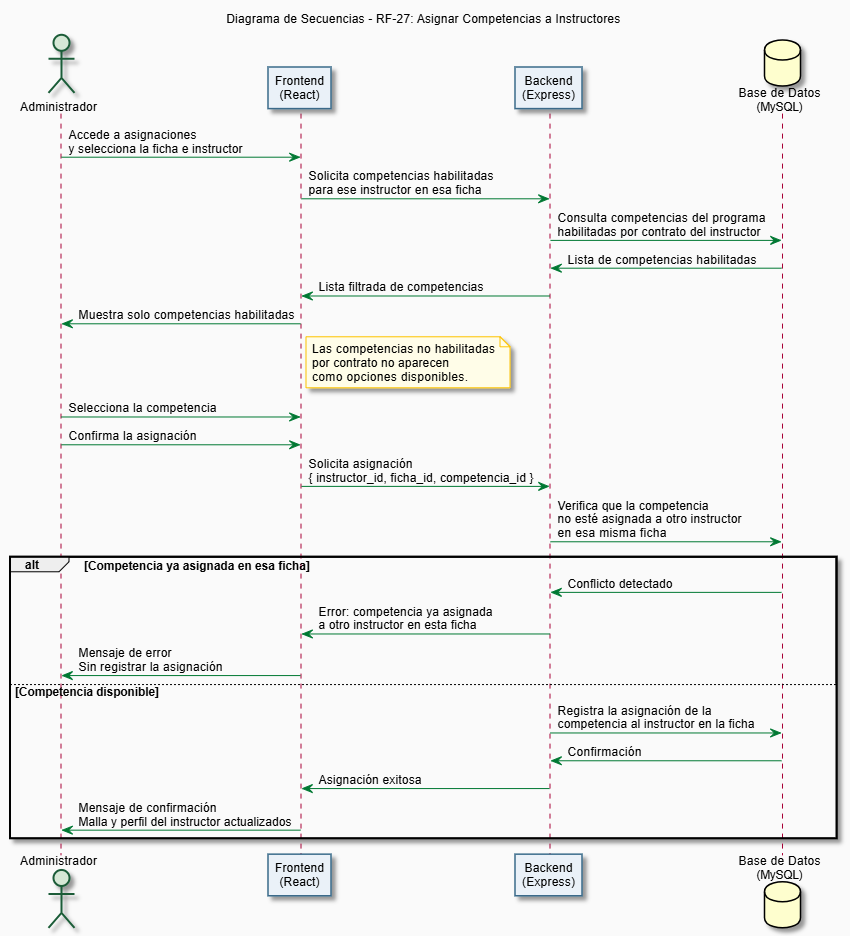 Diagrama de Secuencias - RF-27: Asignar Competencias a Instructores
Administrador
Frontend
(React)
Backend
(Express)
Base de Datos
(MySQL)
Accede a asignaciones
y selecciona la ficha e instructor
Solicita competencias habilitadas
para ese instructor en esa ficha
Consulta competencias del programa
habilitadas por contrato del instructor
Lista de competencias habilitadas
Lista filtrada de competencias
Muestra solo competencias habilitadas
Las competencias no habilitadas
por contrato no aparecen
como opciones disponibles.
Selecciona la competencia
Confirma la asignación
Solicita asignación
{ instructor_id, ficha_id, competencia_id }
Verifica que la competencia
no esté asignada a otro instructor
en esa misma ficha
alt
[Competencia ya asignada en esa ficha]
Conflicto detectado
Error: competencia ya asignada
a otro instructor en esta ficha
Mensaje de error
Sin registrar la asignación
[Competencia disponible]
Registra la asignación de la
competencia al instructor en la ficha
Confirmación
Asignación exitosa
Mensaje de confirmación
Malla y perfil del instructor actualizados
Administrador
Frontend
(React)
Backend
(Express)
Base de Datos
(MySQL)